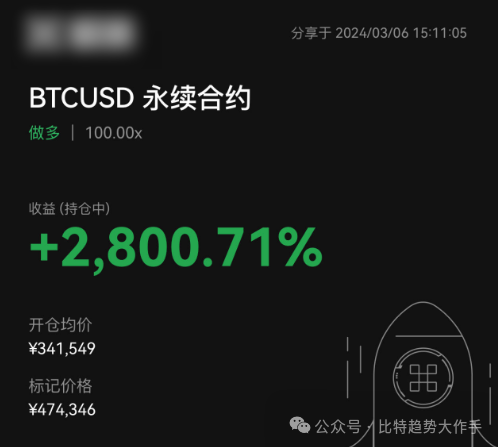 分享于 2024/03/06 15:11:05
BTCUSD 永续合约
做多 | 100.00x
收益 (持仓中)
+2,800.71%
开仓均价
¥341,549
标记价格
¥474,346
公众号·比特趋势大作手